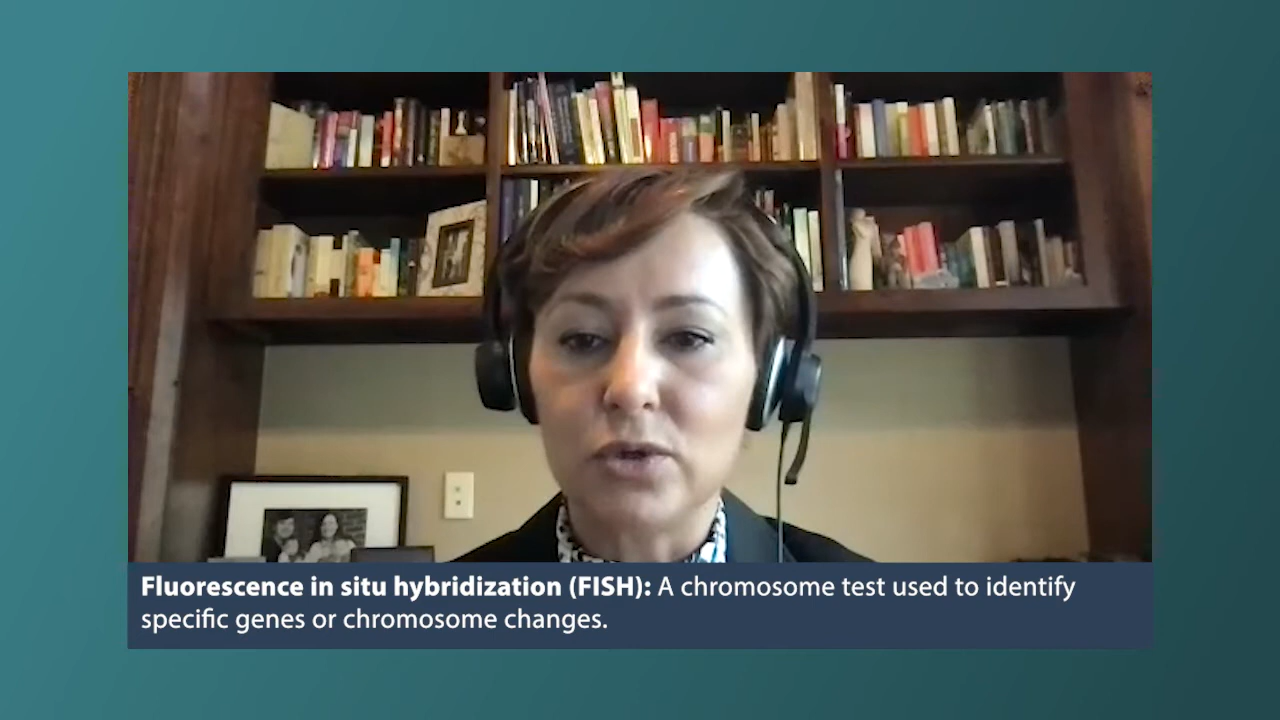 Fluorescence in situ hybridization (FISH): A chromosome test used to identify
specific genes or chromosome changes.